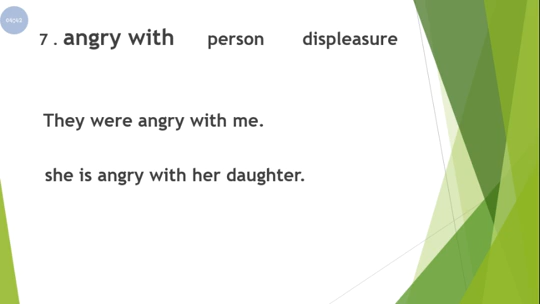 7 . angry with person displeasure
They were angry with me.
she is angry with her daughter.